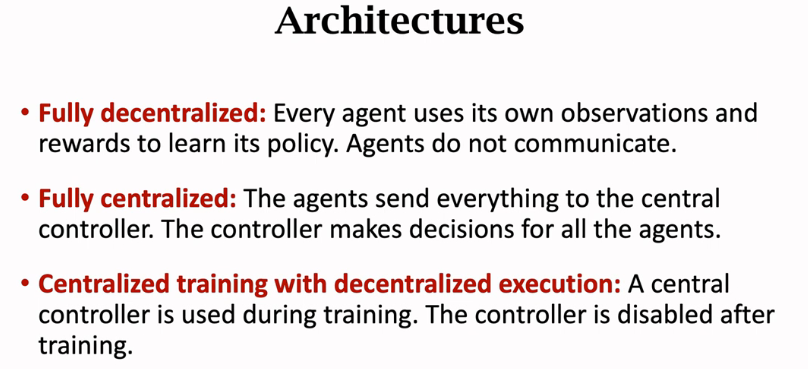 Architectures
• Fully decentralized: Every agent uses its own observations and
rewards to learn its policy. Agents do not communicate.
• Fully centralized: The agents send everything to the central
controller. The controller makes decisions for all the agents.
• Centralized training with decentralized execution: A central
controller is used during training. The controller is disabled after
training.